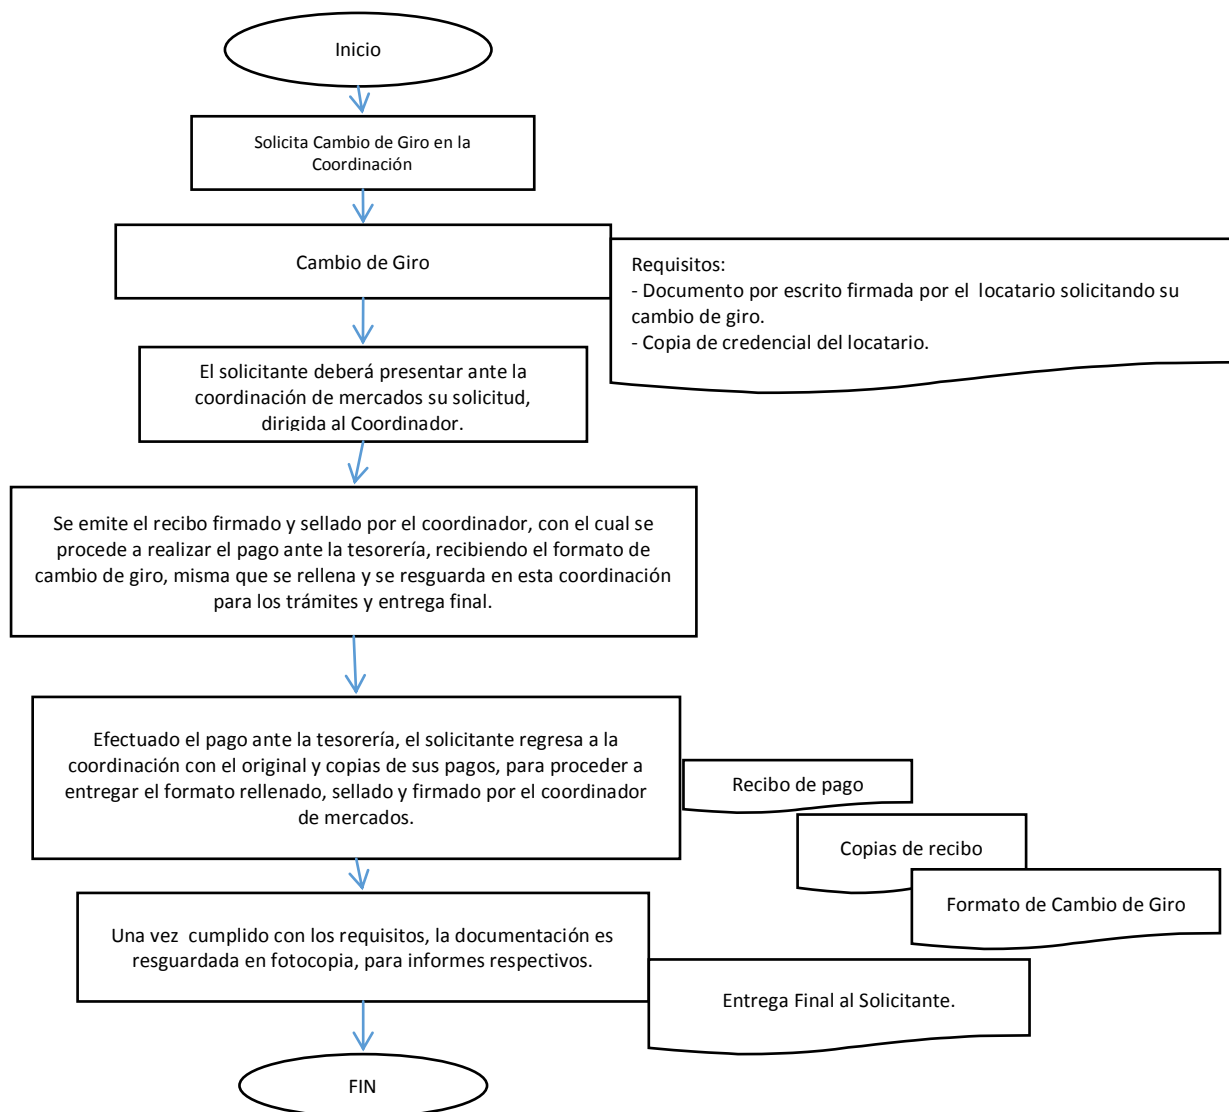 Inicio
Solicita Cambio de Giro en la
Coordinación
Cambio de Giro
Requisitos:
- Documento por escrito firmada por el locatario solicitando su
cambio de giro.
- Copia de credencial del locatario.
El solicitante deberá presentar ante la
coordinación de mercados su solicitud,
dirigida al Coordinador.
Se emite el recibo firmado y sellado por el coordinador, con el cual se
procede a realizar el pago ante la tesorería, recibiendo el formato de
cambio de giro, misma que se rellena y se resguarda en esta coordinación
para los trámites y entrega final.
Efectuado el pago ante la tesorería, el solicitante regresa a la
coordinación con el original y copias de sus pagos, para proceder a
entregar el formato rellenado, sellado y firmado por el coordinador
de mercados.
Recibo de pago
Copias de recibo
Formato de Cambio de Giro
Una vez cumplido con los requisitos, la documentación es
resguardada en fotocopia, para informes respectivos.
Entrega Final al Solicitante.
FIN